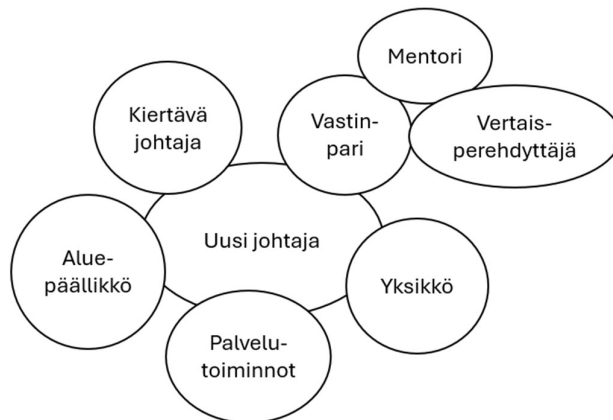 Mentori
Kiertävä
johtaja
Vastin-
pari
Vertais-
perehdyttäjä
Uusi johtaja
Alue-
päällikkö
Yksikkö
Palvelu-
toiminnot